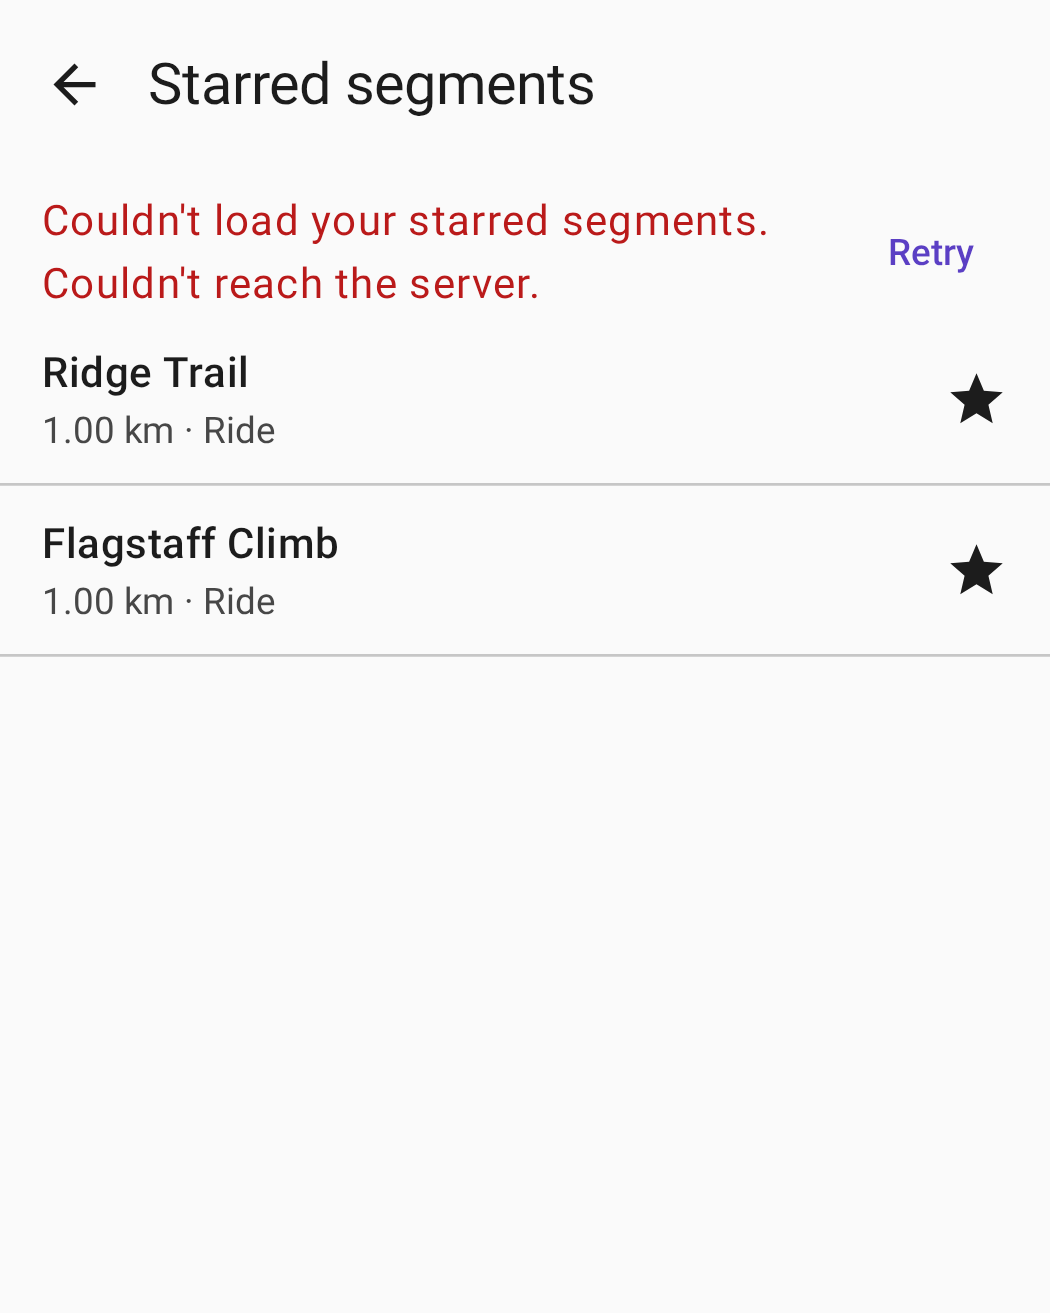 Starred segments
Couldn't load your starred segments.
Couldn't reach the server.
Retry
Ridge Trail
1.00 km · Ride
Flagstaff Climb
1.00 km · Ride